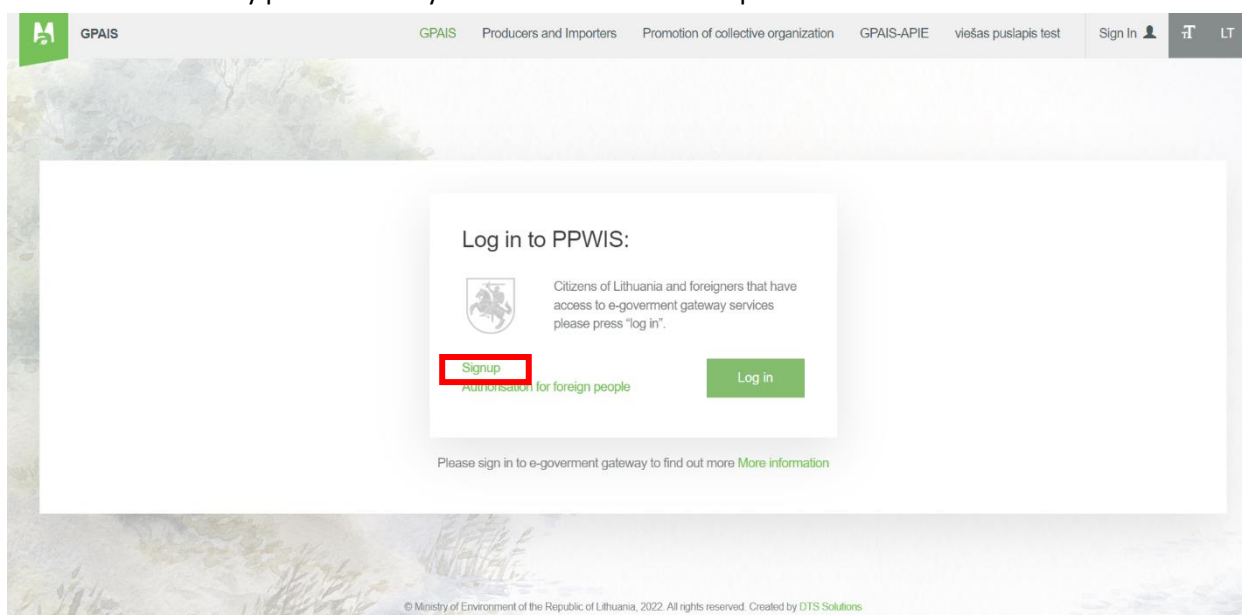 GPAIS GPAIS Producers and Importers Promotion of collective organization GPAIS-APIE viešas puslapis test Sign In LT
Log in to PPWIS:
Citizens of Lithuania and foreigners that have
access to e-goverment gateway services
please press "log in".
Signup
Authorisation for foreign people
Log in
Please sign in to e-goverment gateway to find out more More information
© Ministry of Environment of the Republic of Lithuania, 2022. All rights reserved. Created by DTS Solutions